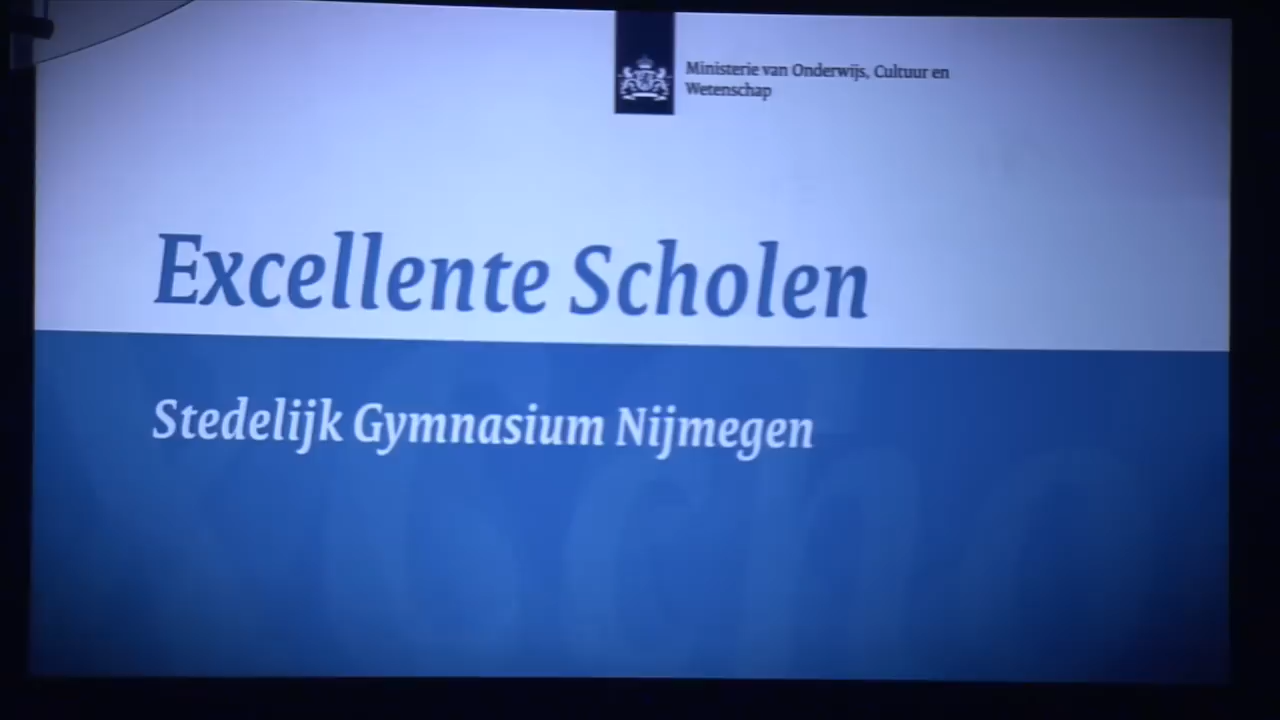 Ministerie van Onderwijs, Cultuur en
Wetenschap
Excellente Scholen
Stedelijk Gymnasium Nijmegen